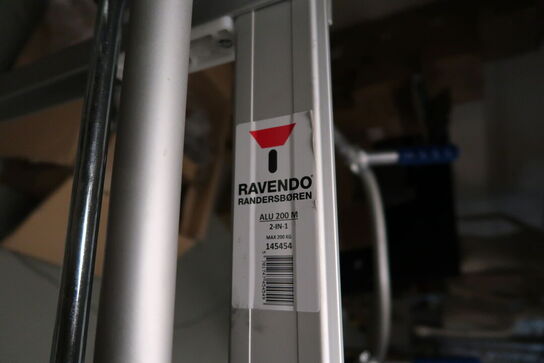 RAVENDO®
RANDERSBØREN
ALU 200 M
2-IN-1
MAX 200 KG
145454